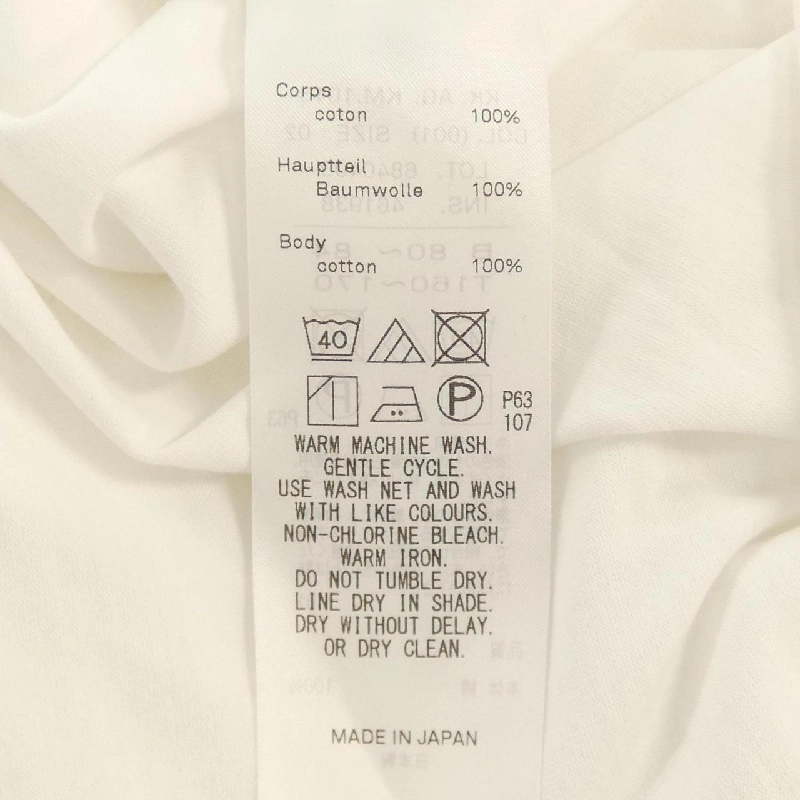 Corps
coton 100%
Hauptteil
Baumwolle 100%
Body
cotton 100%
40
P
P63
107
WARM MACHINE WASH.
GENTLE CYCLE.
USE WASH NET AND WASH
WITH LIKE COLOURS.
NON-CHLORINE BLEACH.
WARM IRON.
DO NOT TUMBLE DRY.
LINE DRY IN SHADE.
DRY WITHOUT DELAY.
OR DRY CLEAN.
MADE IN JAPAN